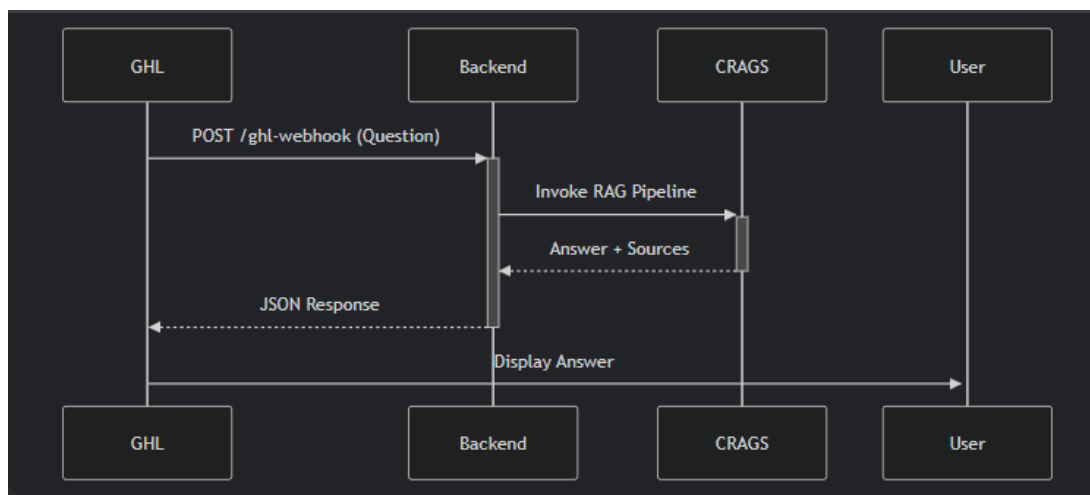 GHL
Backend
CRAGS
User
POST /ghl-webhook (Question)
Invoke RAG Pipeline
Answer + Sources
JSON Response
Display Answer
GHL
Backend
CRAGS
User